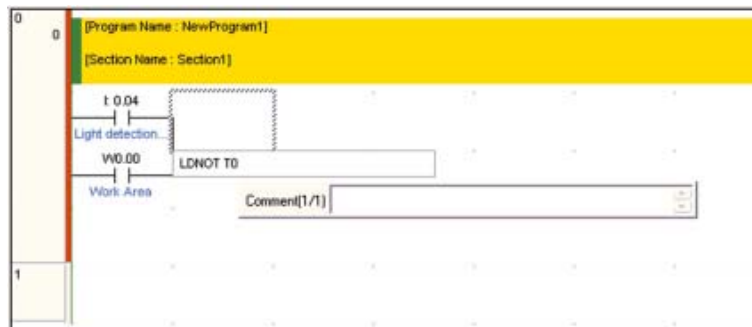 0
0
[Program Name : NewProgram1]
[Section Name : Section1]
I: 0.04
Light detection...
W0.00
LDNOT T0
Work Area
Comment(1/1)
1